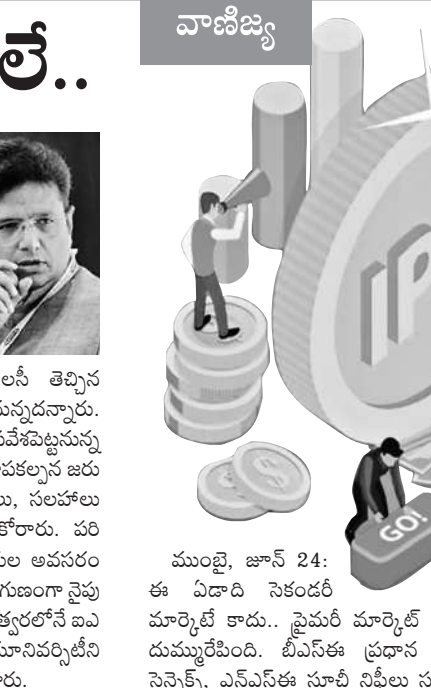 వాణిజ్య
లే..
లసీ తెచ్చిన
రున్నదన్నారు.
వేశపెట్టనున్న
పకల్పన జరు
లు, సలహాలు
కోరారు. పరి
అవసరం
గుణంగా నైపు
త్వరలోనే ఐఎ
యూనివర్సిటీని
IP
GO!
ముంబై, జూన్ 24:
ఈ ఏడాది సెకండరీ
మార్కెటే కాదు.. ప్రైమరీ మార్కెట్
దుమ్మురేపింది. బీఎస్ఈ ప్రధాన
సెన్సెక్స్, ఎన్ఎస్ఈ సూచీ నిఫ్టీలు